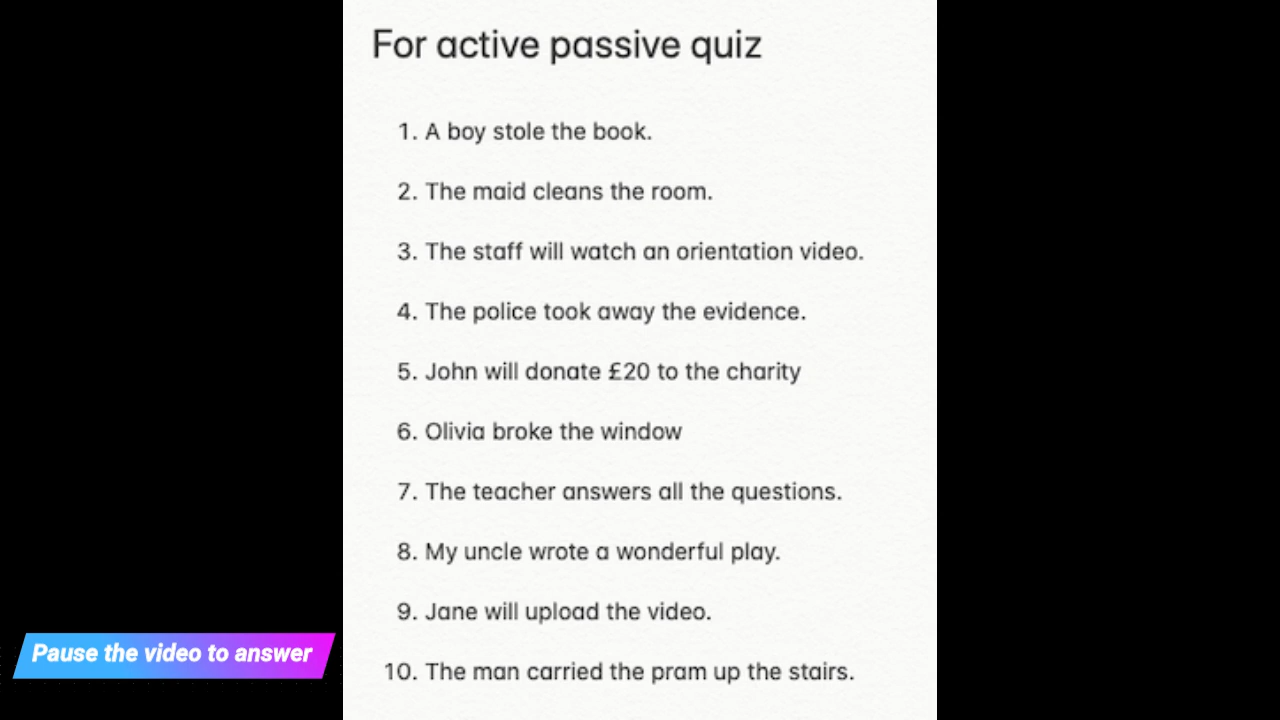 For active passive quiz
1. A boy stole the book.
2. The maid cleans the room.
3. The staff will watch an orientation video.
4. The police took away the evidence.
5. John will donate £20 to the charity
6. Olivia broke the window
7. The teacher answers all the questions.
8. My uncle wrote a wonderful play.
9. Jane will upload the video.
10. The man carried the pram up the stairs.
Pause the video to answer